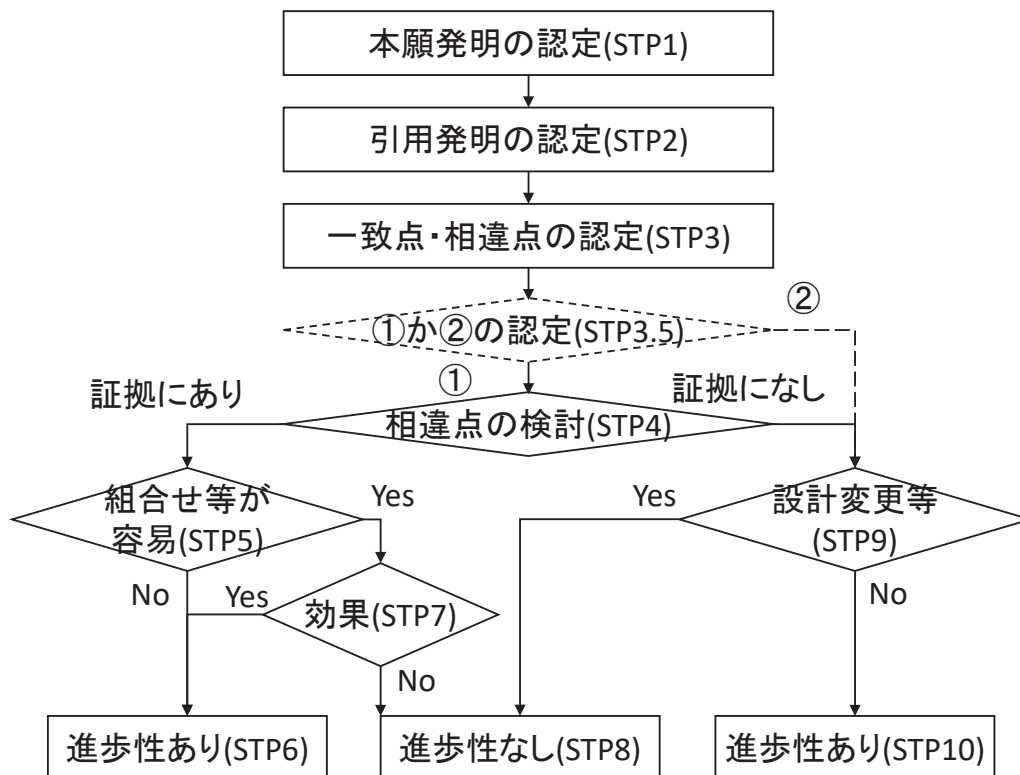 本願発明の認定(STP1)
引用発明の認定(STP2)
一致点・相違点の認定(STP3)
②
①か②の認定(STP3.5)
①
証拠にあり
証拠になし
相違点の検討(STP4)
組合せ等が
容易(STP5)
Yes
Yes
設計変更等
(STP9)
No
Yes
効果(STP7)
No
No
進歩性あり(STP6)
進歩性なし(STP8)
進歩性あり(STP10)